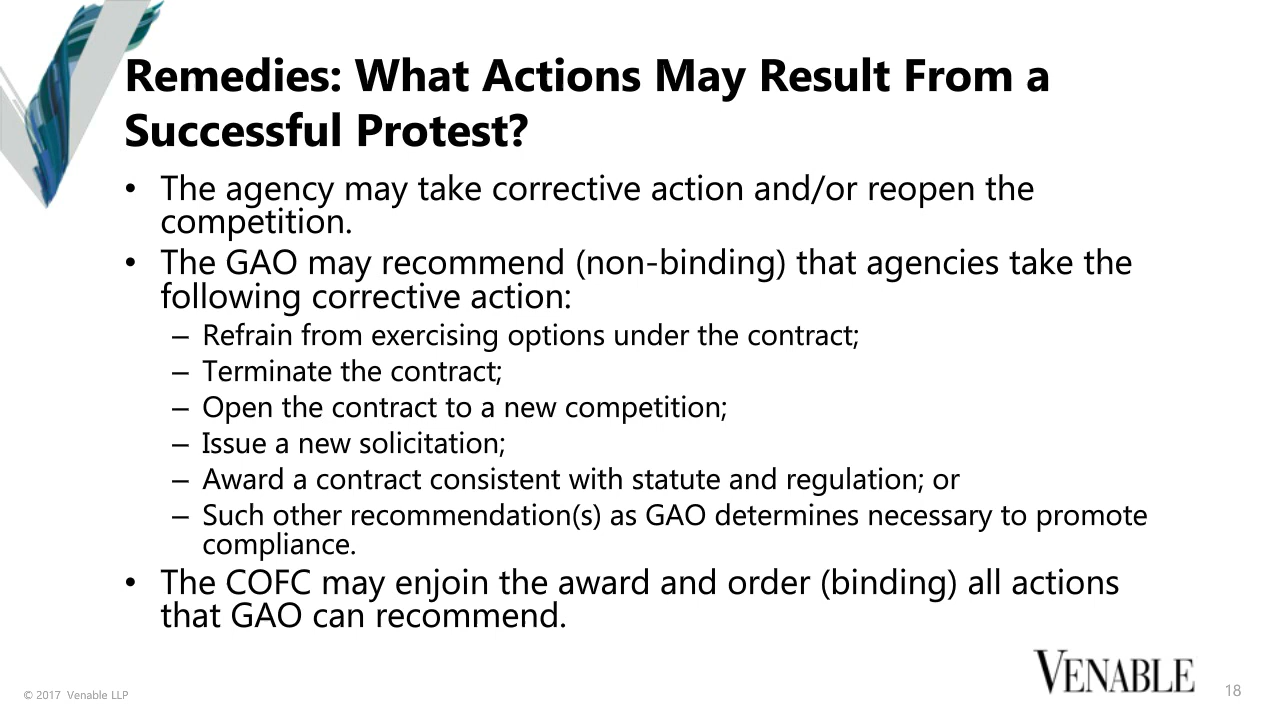 Remedies: What Actions May Result From a
Successful Protest?
• The agency may take corrective action and/or reopen the
competition.
• The GAO may recommend (non-binding) that agencies take the
following corrective action:
– Refrain from exercising options under the contract;
– Terminate the contract;
– Open the contract to a new competition;
– Issue a new solicitation;
– Award a contract consistent with statute and regulation; or
– Such other recommendation(s) as GAO determines necessary to promote
compliance.
• The COFC may enjoin the award and order (binding) all actions
that GAO can recommend.
© 2017 Venable LLP
VENABLE
18